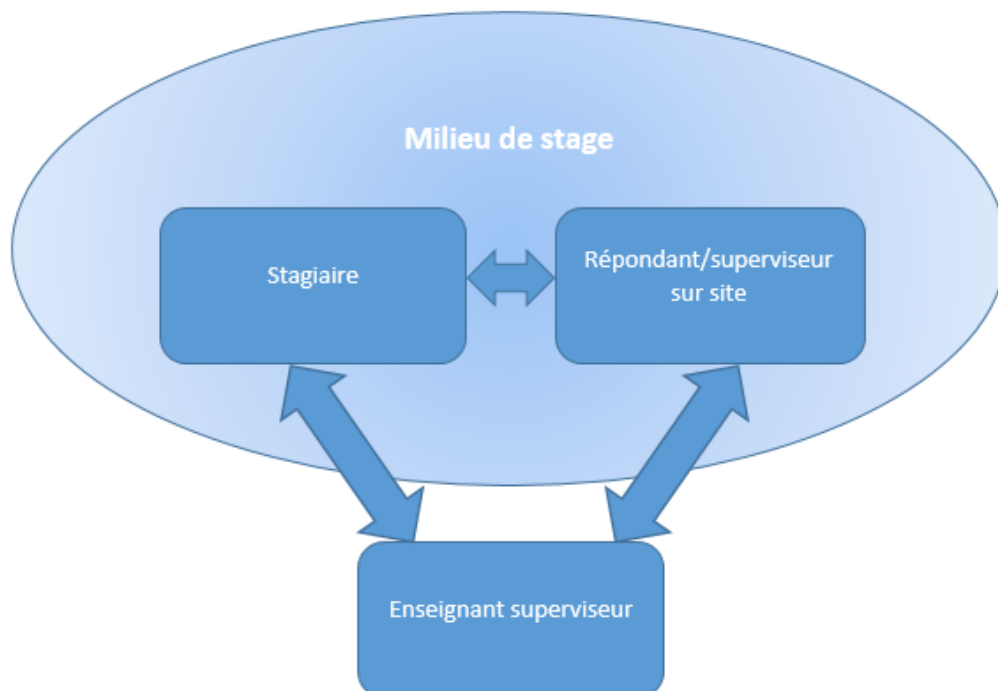 Milieu de stage
Stagiaire
Répondant/superviseur
sur site
Enseignant superviseur